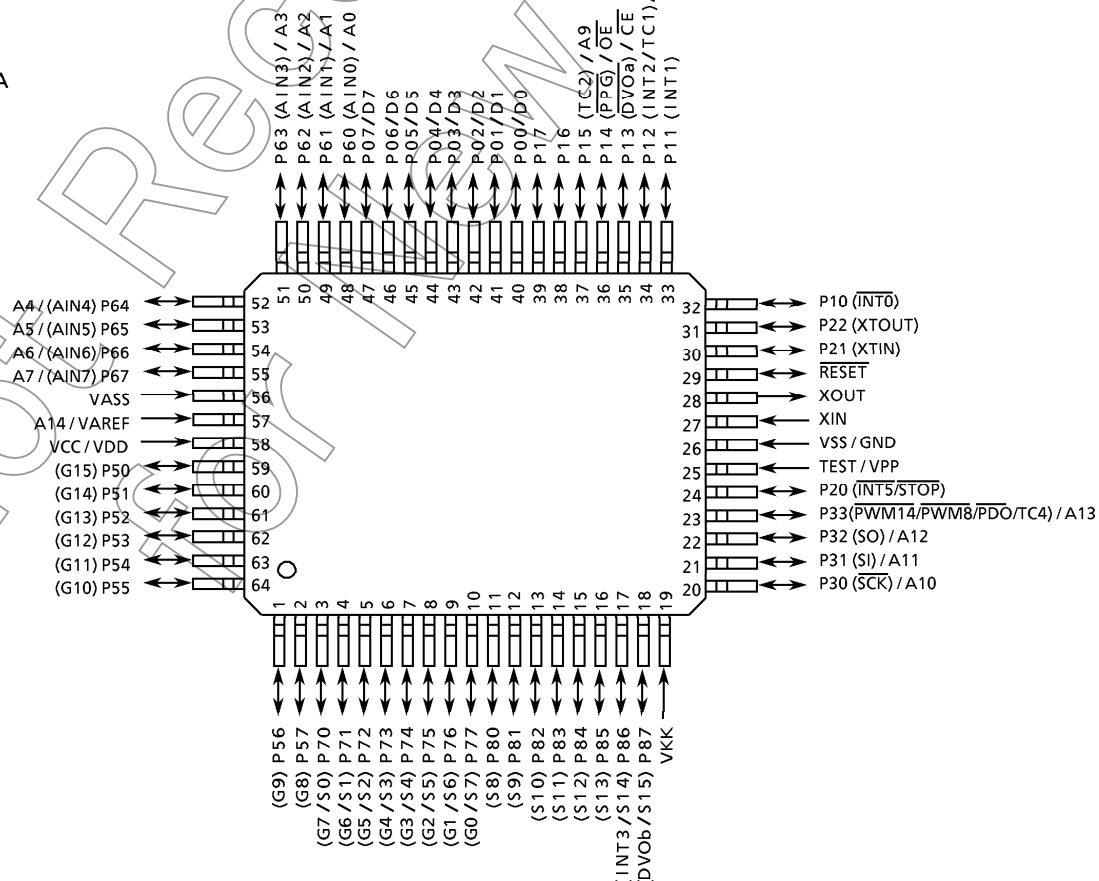 A
P63 (AIN3) / A3
P62 (AIN2) / A2
P61 (AIN1) / A1
P60 (AIN0) / A0
P07/D7
P06/D6
P05/D5
P04/D4
P03/D3
P02/D2
P01/D1
P00/D0
P17
P16
P15 (TC2) / A9
P14 (PPG) / OE
P13 (DVOa) / CE
P12 (INT2/TC1) /
P11 (INT1)
51 50 49 48 47 46 45 44 43 42 41 40 39 38 37 36 35 34 33
A4 / (AIN4) P64 52
A5 / (AIN5) P65 53
A6 / (AIN6) P66 54
A7 / (AIN7) P67 55
VASS 56
A14 / VAREF 57
VCC / VDD 58
(G15) P50 59
(G14) P51 60
(G13) P52 61
(G12) P53 62
(G11) P54 63
(G10) P55 64
32 P10 (INT0)
31 P22 (XTOUT)
30 P21 (XTIN)
29 RESET
28 XOUT
27 XIN
26 VSS / GND
25 TEST / VPP
24 P20 (INT5/STOP)
23 P33(PWM14/PWM8/PDO/TC4) / A13
22 P32 (SO) / A12
21 P31 (SI) / A11
20 P30 (SCK) / A10
1 2 3 4 5 6 7 8 9 10 11 12 13 14 15 16 17 18 19
(G9) P56
(G8) P57
(G7/S0) P70
(G6/S1) P71
(G5/S2) P72
(G4/S3) P73
(G3/S4) P74
(G2/S5) P75
(G1/S6) P76
(G0/S7) P77
(S8) P80
(S9) P81
(S10) P82
(S11) P83
(S12) P84
(S13) P85
(INT3/S14) P86
(DVOb/S15) P87
VKK
Not Rec
for New